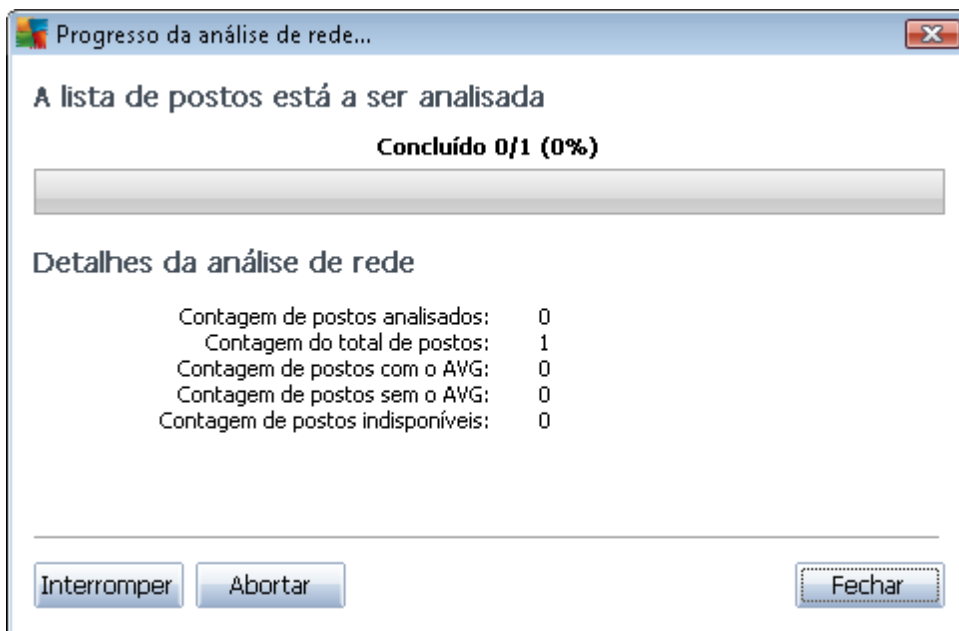 Progresso da análise de rede...
A lista de postos está a ser analisada
Concluído 0/1 (0%)
Detalhes da análise de rede
Contagem de postos analisados: 0
Contagem do total de postos: 1
Contagem de postos com o AVG: 0
Contagem de postos sem o AVG: 0
Contagem de postos indisponíveis: 0
Interromper Abortar Fechar